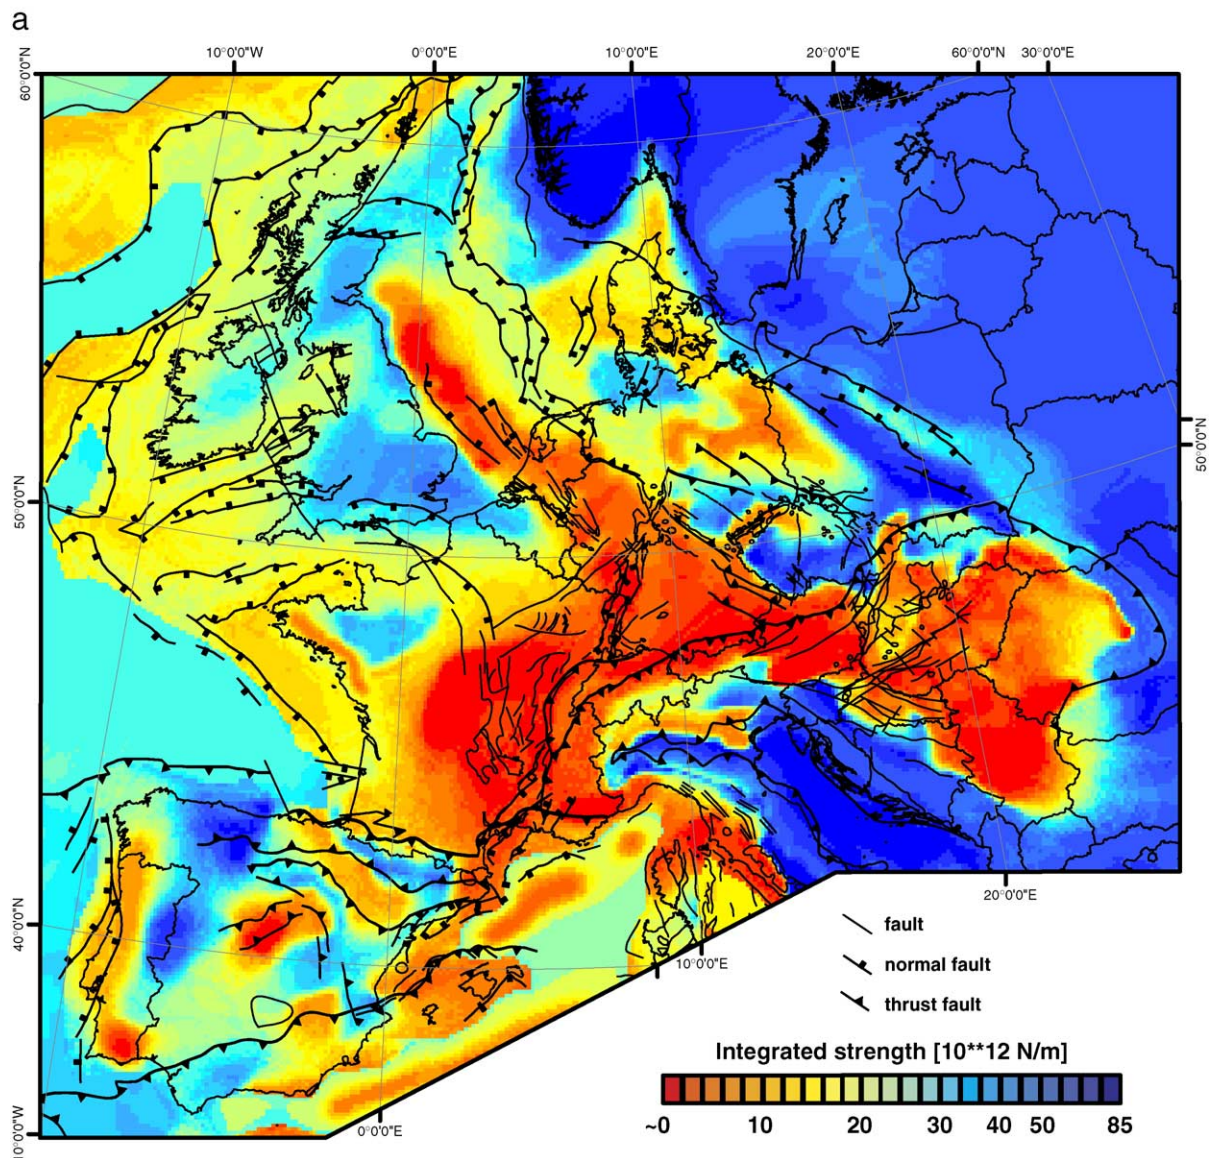 a
10°0'0"W 0°0'0"E 10°0'0"E 20°0'0"E 60°0'0"N 30°0'0"E
60°0'0"N
50°0'0"N
50°0'0"N
40°0'0"N
20°0'0"E
10°0'0"E
10°0'0"W
0°0'0"E
fault
normal fault
thrust fault
Integrated strength [10**12 N/m]
~0 10 20 30 40 50 85